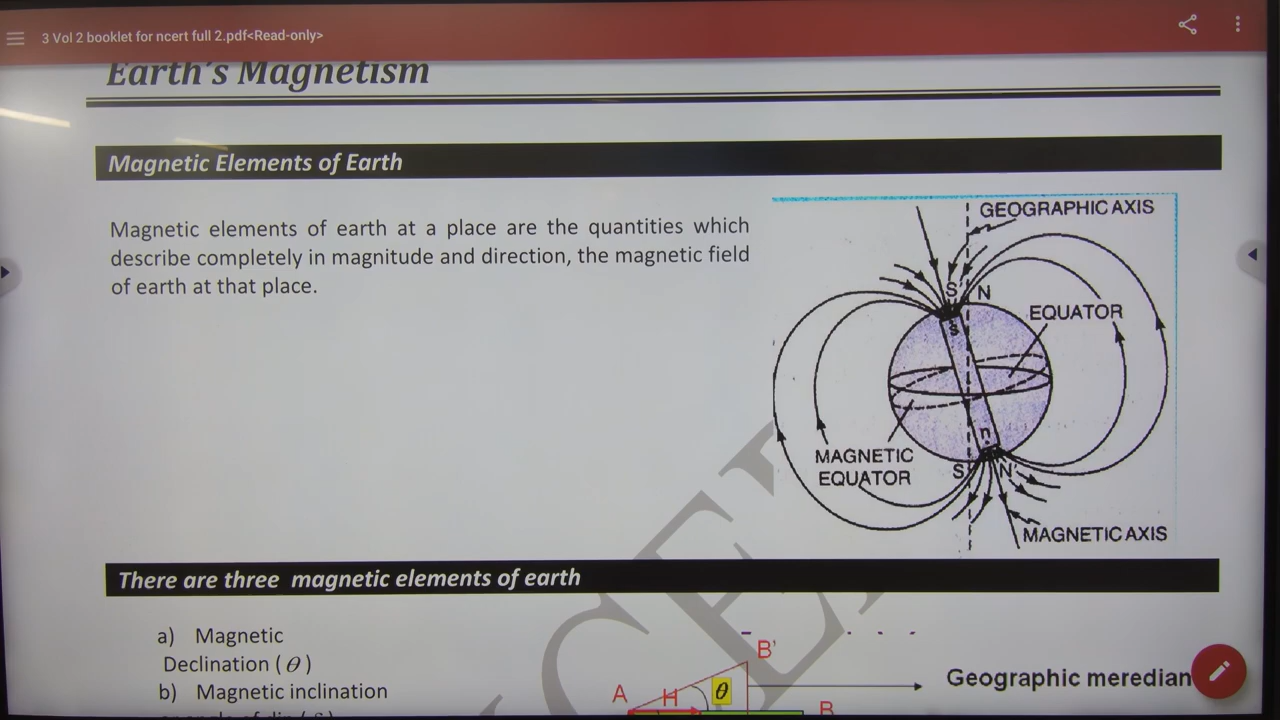 3 Vol 2 booklet for ncert full 2.pdf<Read-only>
Earth's Magnetism
Magnetic Elements of Earth
Magnetic elements of earth at a place are the quantities which
describe completely in magnitude and direction, the magnetic field
of earth at that place.
GEOGRAPHIC AXIS
S' N
s
EQUATOR
n
MAGNETIC
EQUATOR
S N'
MAGNETIC AXIS
There are three magnetic elements of earth
a) Magnetic
Declination (θ)
b) Magnetic inclination
B'
A H θ
B
Geographic meredian